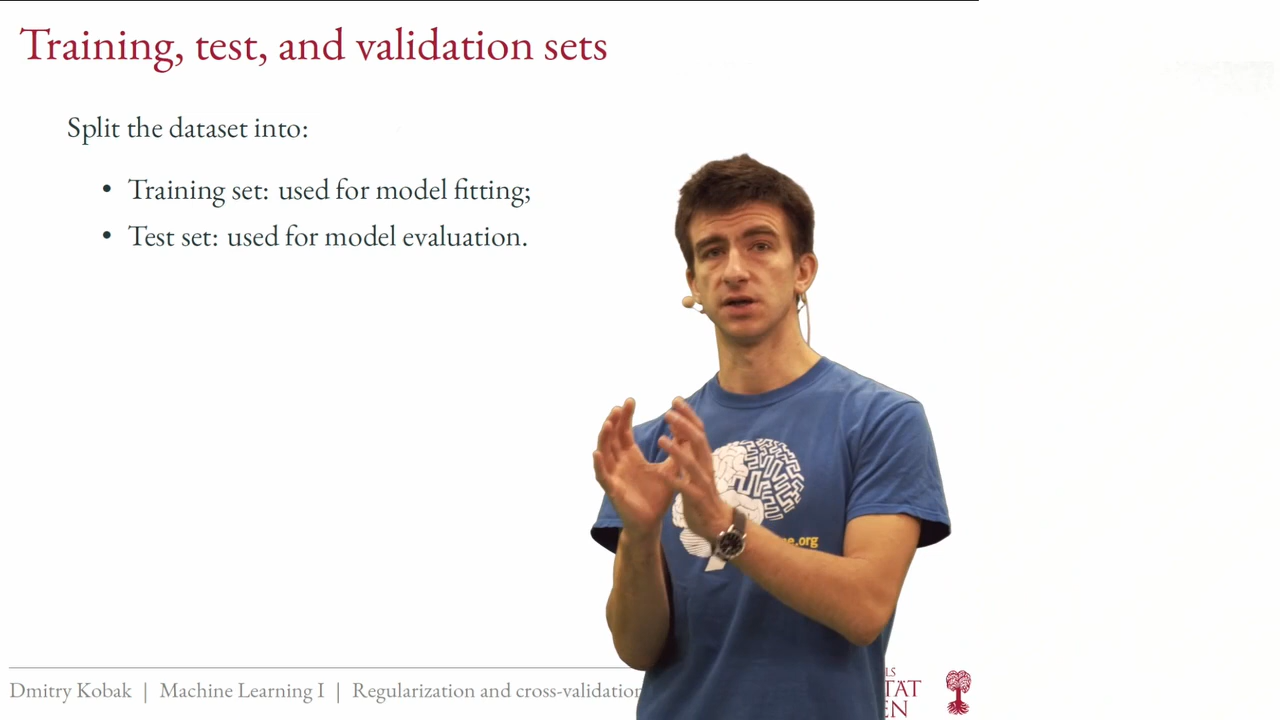 Training, test, and validation sets
Split the dataset into:
• Training set: used for model fitting;
• Test set: used for model evaluation.
Dmitry Kobak | Machine Learning I | Regularization and cross-validation